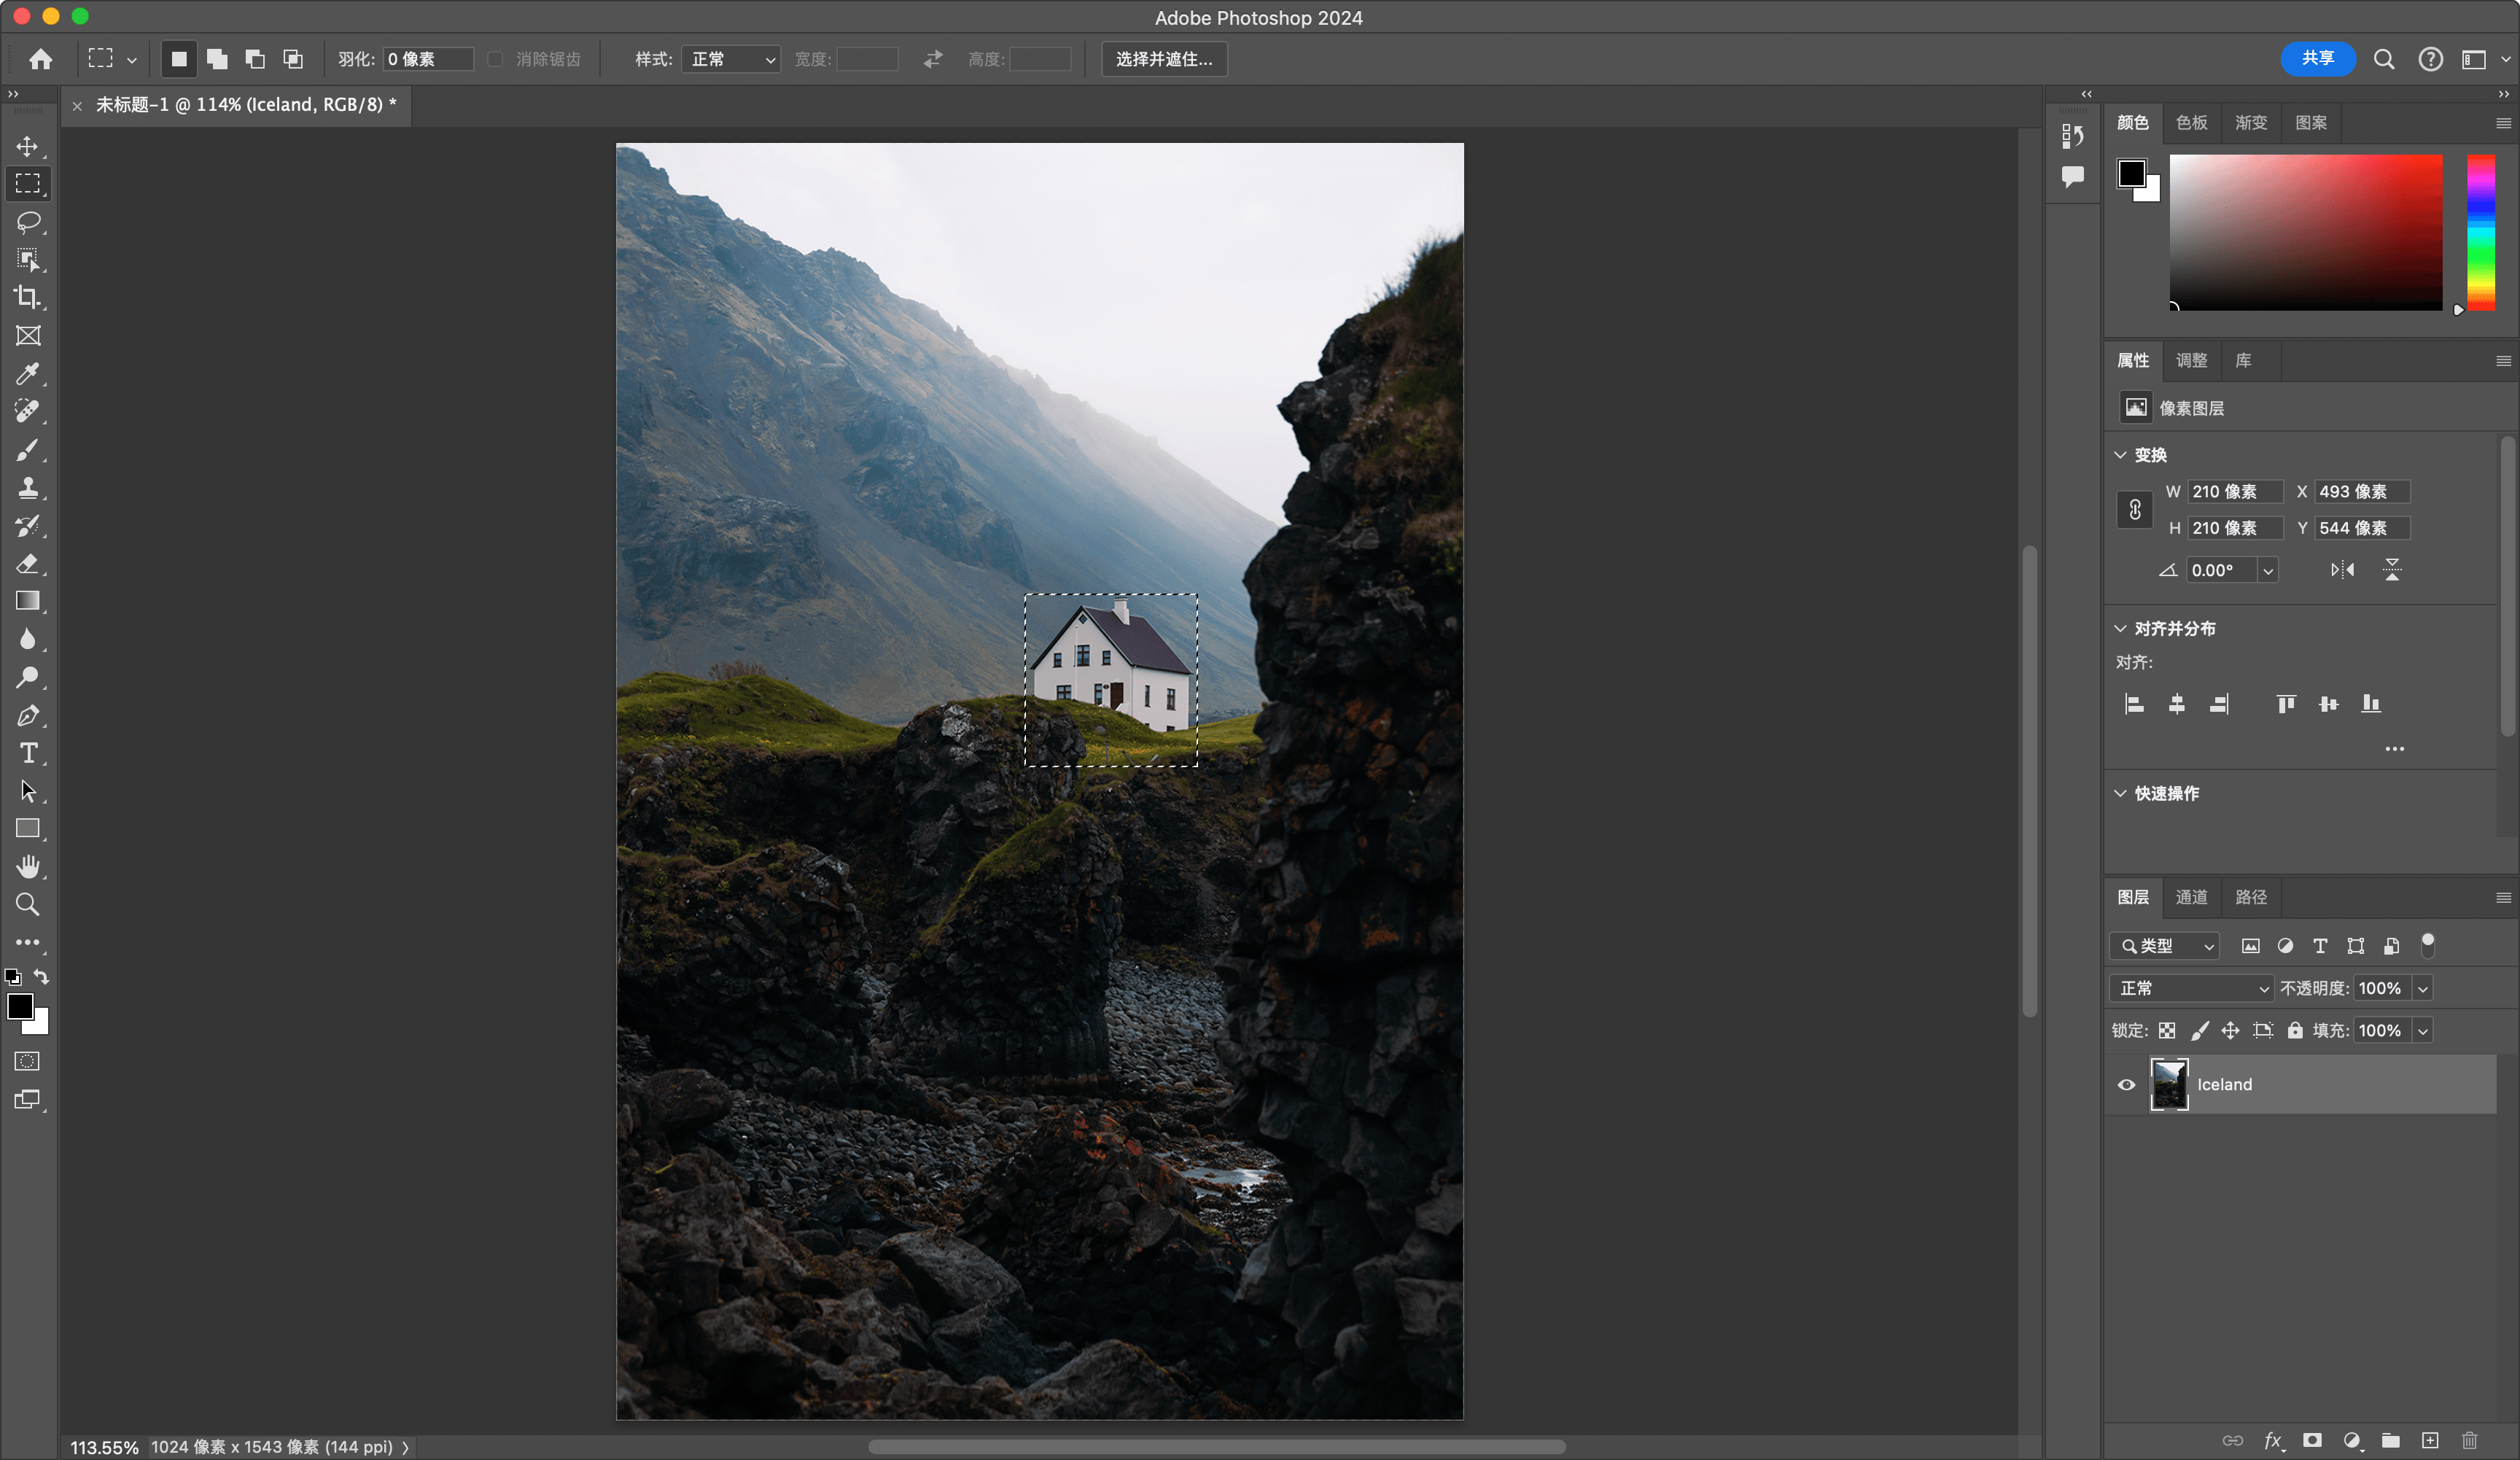 Adobe Photoshop 2024
羽化: 0 像素 消除锯齿 样式: 正常 宽度: 高度: 选择并遮住... 共享
未标题-1 @ 114% (Iceland, RGB/8) *
颜色 色板 渐变 图案
属性 调整 库
像素图层
变换
W 210 像素 X 493 像素
H 210 像素 Y 544 像素
0.00°
对齐并分布
对齐:
快速操作
图层 通道 路径
类型
正常 不透明度: 100%
锁定: 填充: 100%
Iceland
fx
113.55% 1024 像素 x 1543 像素 (144 ppi)